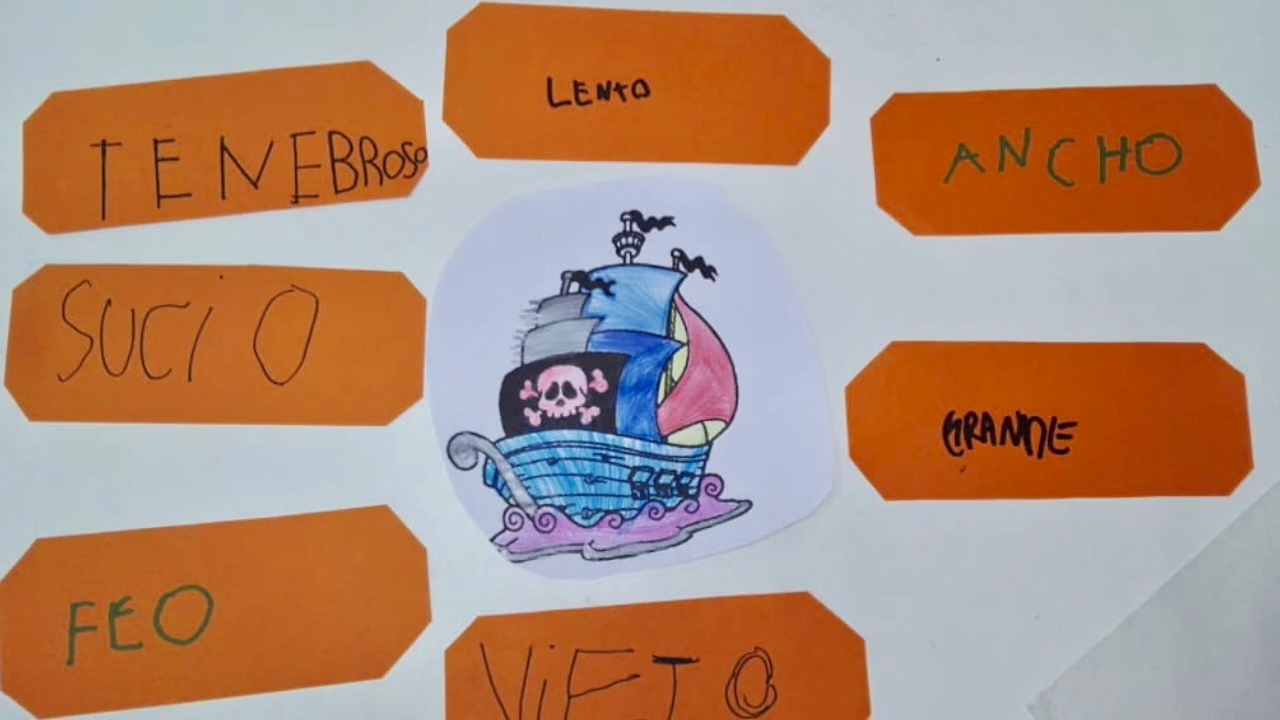 TENEBROSO
LENTO
ANCHO
SUCiO
GRANDE
FEO
ViEJO